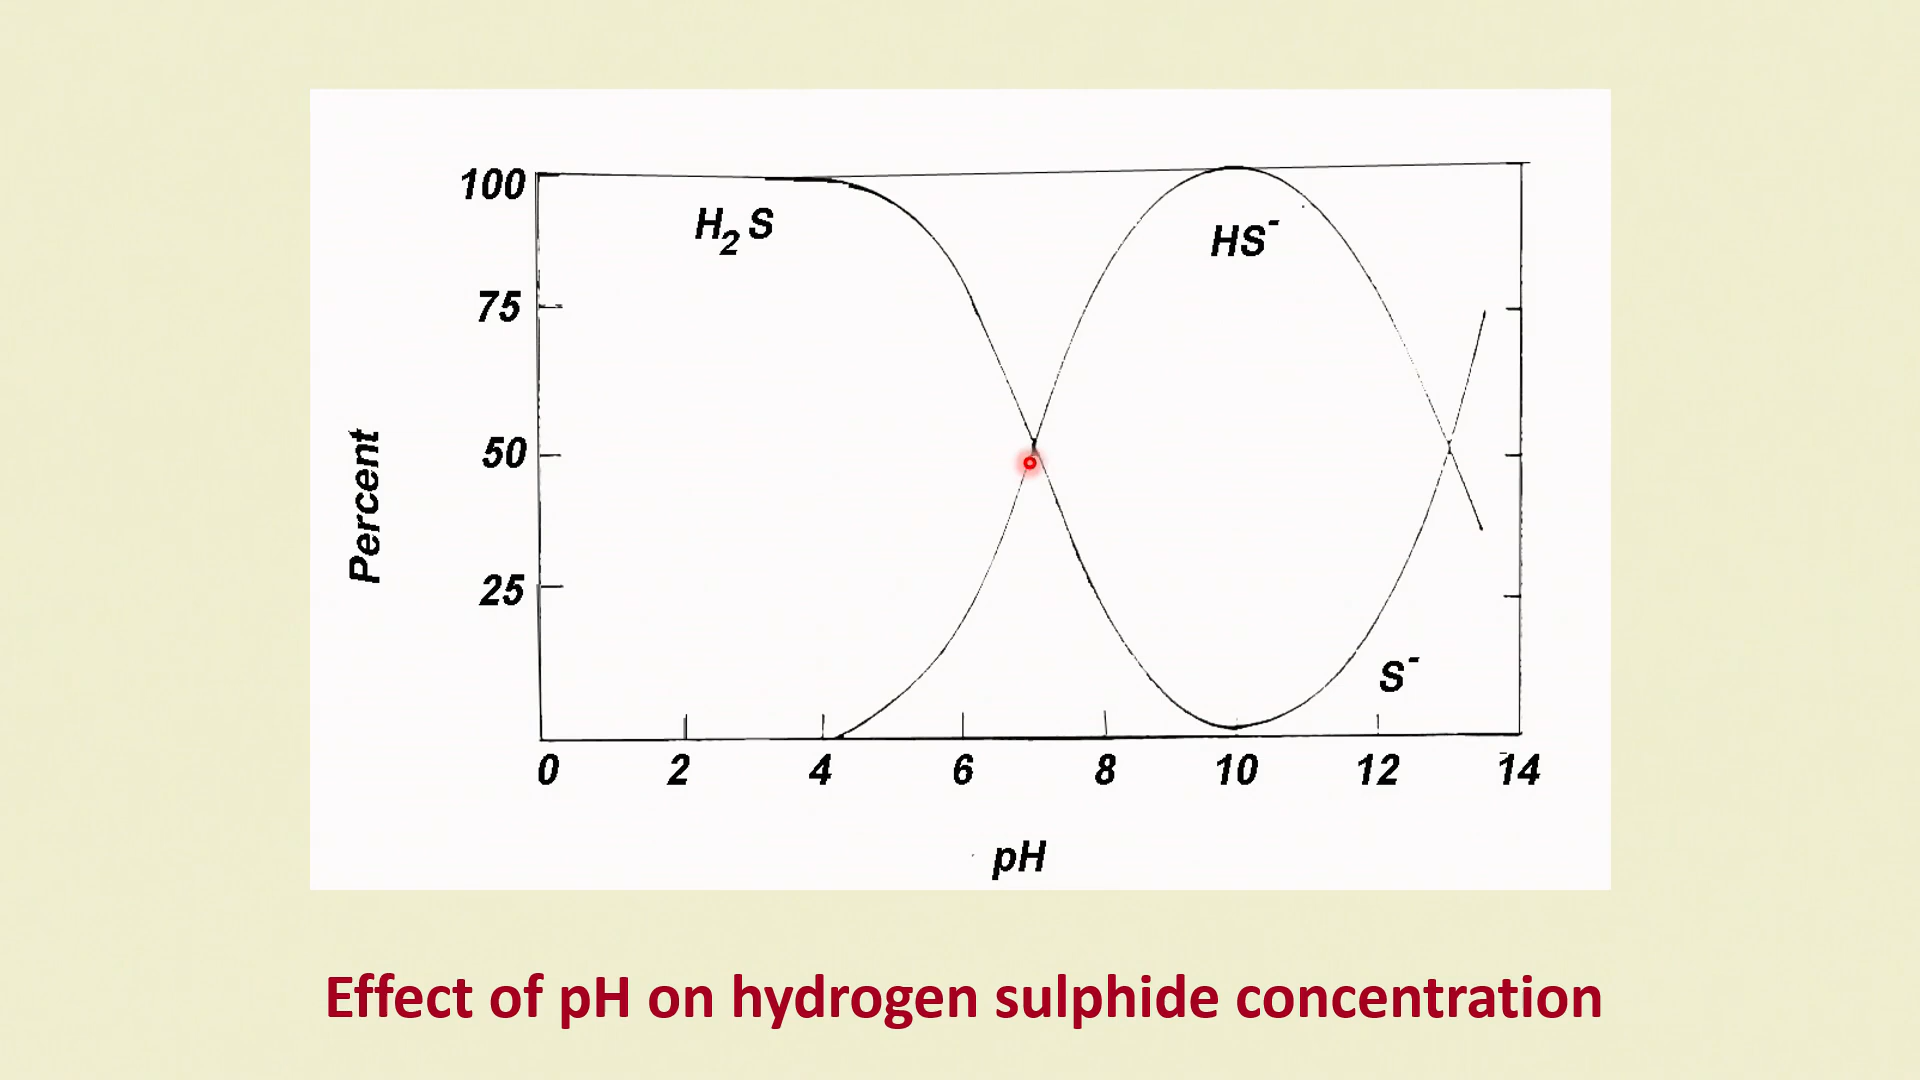 100
H₂S
HS⁻
75
50
Percent
25
S⁻
0 2 4 6 8 10 12 14
pH
Effect of pH on hydrogen sulphide concentration